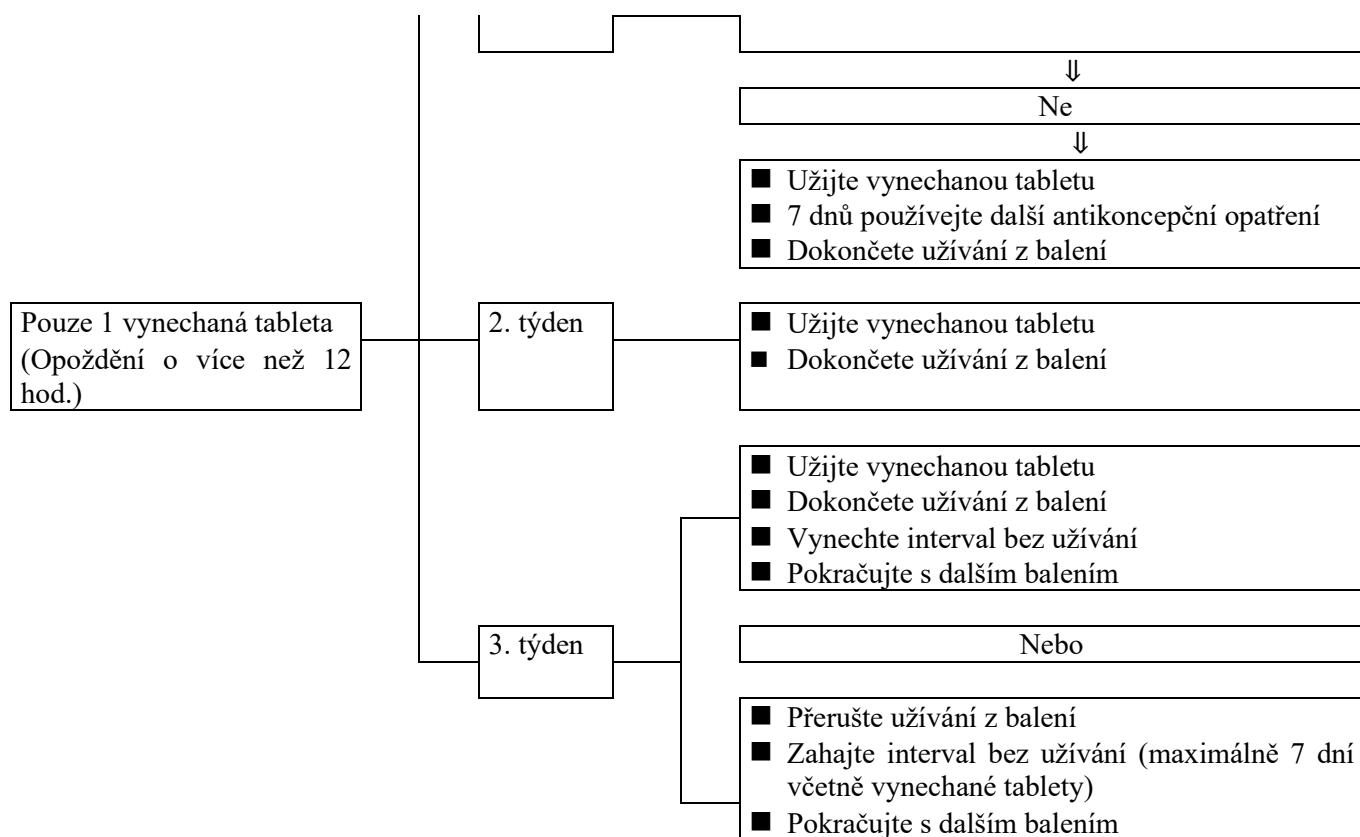 ⇓
Ne
⇓
■ Užijte vynechanou tabletu
■ 7 dnů používejte další antikoncepční opatření
■ Dokončete užívání z balení
Pouze 1 vynechaná tableta
(Opoždění o více než 12
hod.)
2. týden
■ Užijte vynechanou tabletu
■ Dokončete užívání z balení
■ Užijte vynechanou tabletu
■ Dokončete užívání z balení
■ Vynechte interval bez užívání
■ Pokračujte s dalším balením
3. týden
Nebo
■ Přerušte užívání z balení
■ Zahajte interval bez užívání (maximálně 7 dní
včetně vynechané tablety)
■ Pokračujte s dalším balením